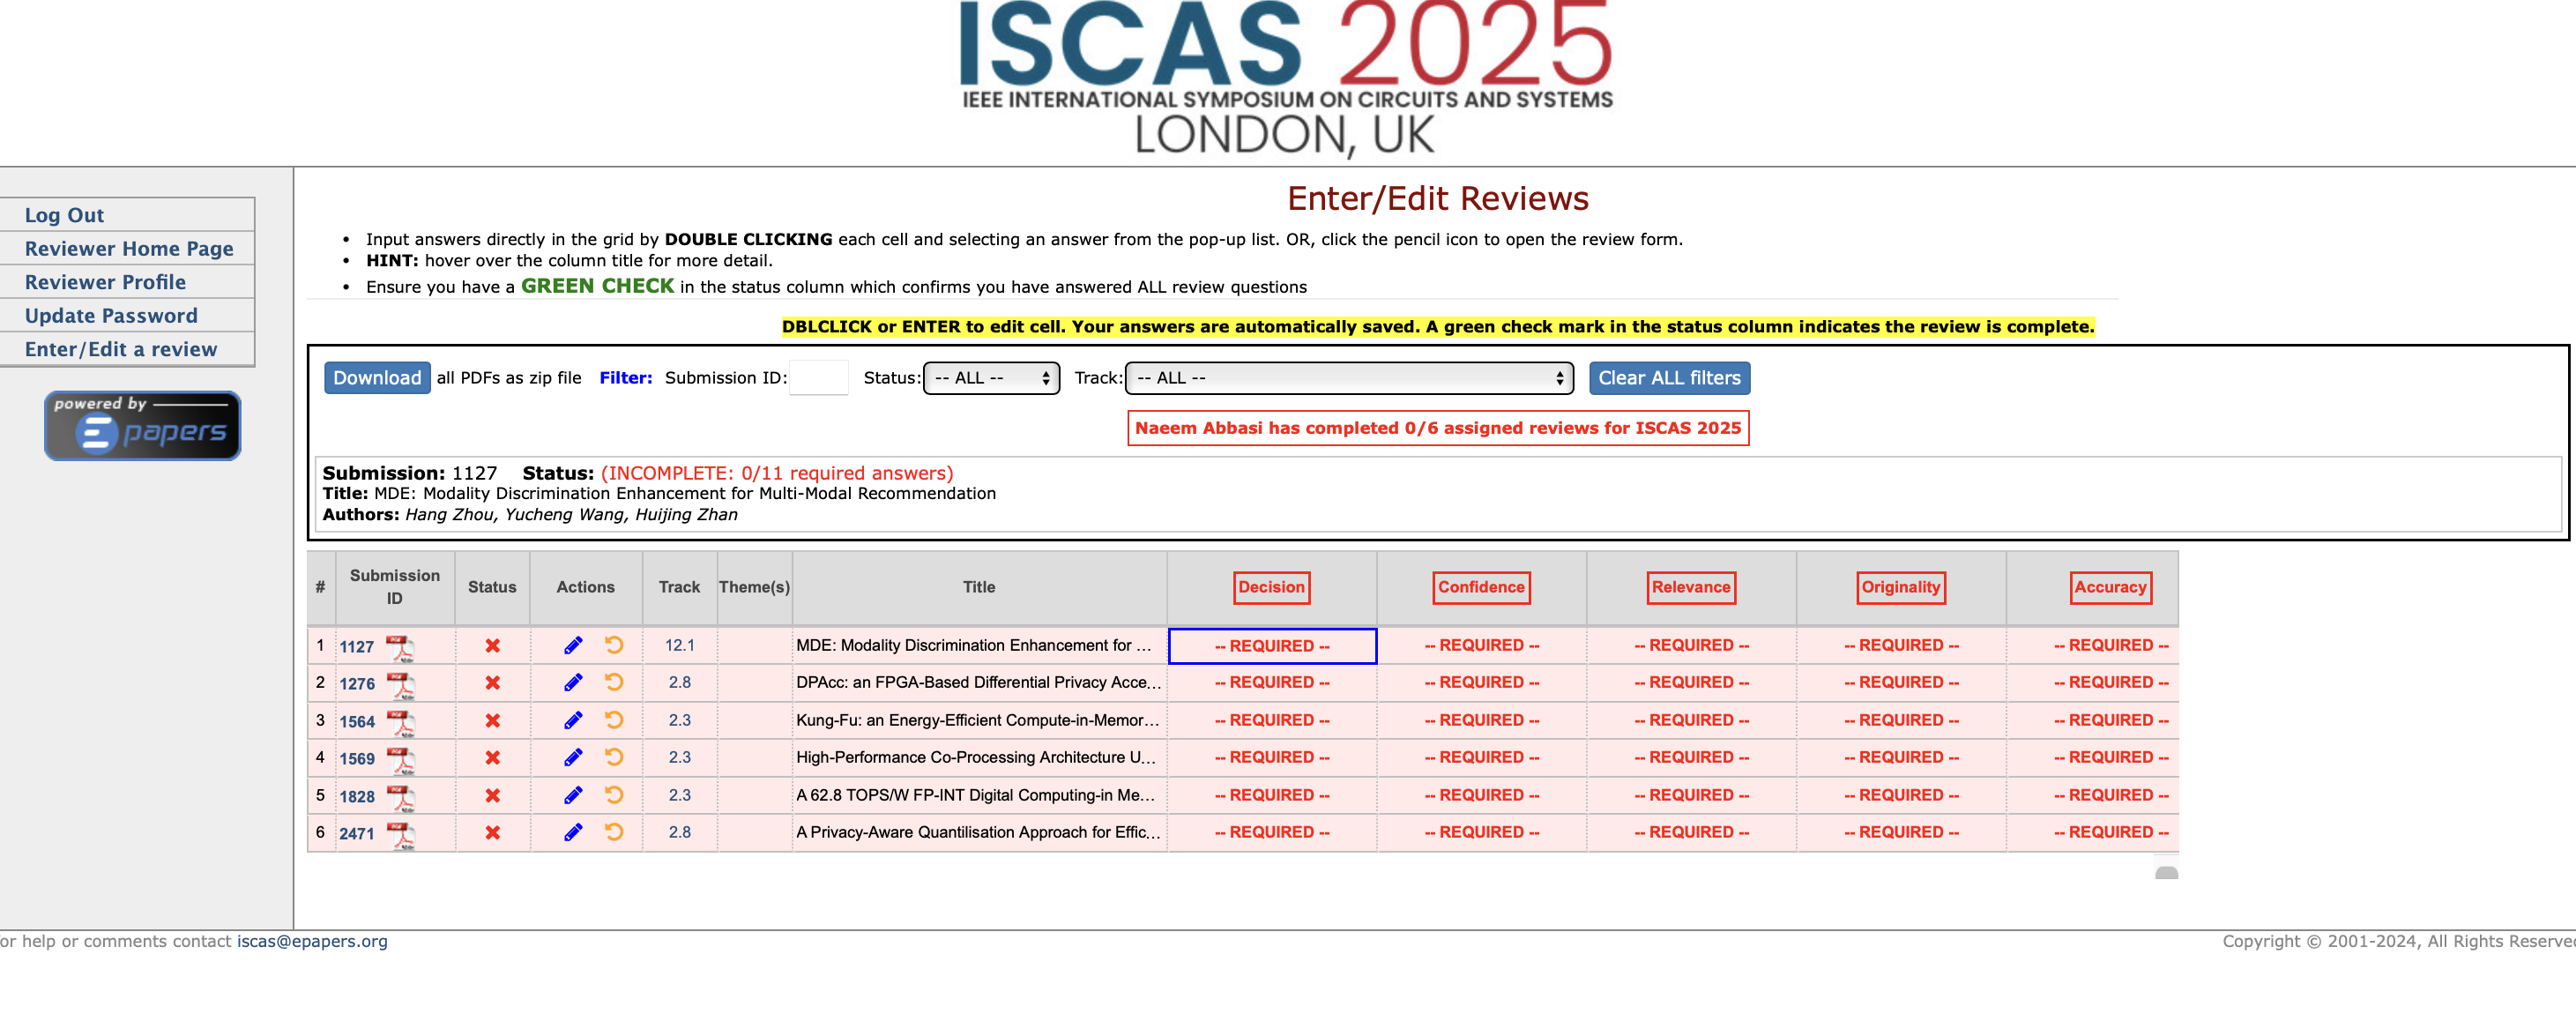 ISCAS 2025
IEEE INTERNATIONAL SYMPOSIUM ON CIRCUITS AND SYSTEMS
LONDON, UK
Log Out
Reviewer Home Page
Reviewer Profile
Update Password
Enter/Edit a review
powered by
Epapers
Enter/Edit Reviews
• Input answers directly in the grid by DOUBLE CLICKING each cell and selecting an answer from the pop-up list. OR, click the pencil icon to open the review form.
• HINT: hover over the column title for more detail.
• Ensure you have a GREEN CHECK in the status column which confirms you have answered ALL review questions
DBLCLICK or ENTER to edit cell. Your answers are automatically saved. A green check mark in the status column indicates the review is complete.
Download all PDFs as zip file Filter: Submission ID: Status: -- ALL -- Track: -- ALL -- Clear ALL filters
Naeem Abbasi has completed 0/6 assigned reviews for ISCAS 2025
Submission: 1127 Status: (INCOMPLETE: 0/11 required answers)
Title: MDE: Modality Discrimination Enhancement for Multi-Modal Recommendation
Authors: Hang Zhou, Yucheng Wang, Huijing Zhan
# Submission ID Status Actions Track Theme(s) Title Decision Confidence Relevance Originality Accuracy
1 1127 12.1 MDE: Modality Discrimination Enhancement for ... -- REQUIRED -- -- REQUIRED -- -- REQUIRED -- -- REQUIRED -- -- REQUIRED --
2 1276 2.8 DPAcc: an FPGA-Based Differential Privacy Acce... -- REQUIRED -- -- REQUIRED -- -- REQUIRED -- -- REQUIRED -- -- REQUIRED --
3 1564 2.3 Kung-Fu: an Energy-Efficient Compute-in-Memor... -- REQUIRED -- -- REQUIRED -- -- REQUIRED -- -- REQUIRED -- -- REQUIRED --
4 1569 2.3 High-Performance Co-Processing Architecture U... -- REQUIRED -- -- REQUIRED -- -- REQUIRED -- -- REQUIRED -- -- REQUIRED --
5 1828 2.3 A 62.8 TOPS/W FP-INT Digital Computing-in Me... -- REQUIRED -- -- REQUIRED -- -- REQUIRED -- -- REQUIRED -- -- REQUIRED --
6 2471 2.8 A Privacy-Aware Quantilisation Approach for Effic... -- REQUIRED -- -- REQUIRED -- -- REQUIRED -- -- REQUIRED -- -- REQUIRED --
or help or comments contact iscas@epapers.org
Copyright © 2001-2024, All Rights Reserve